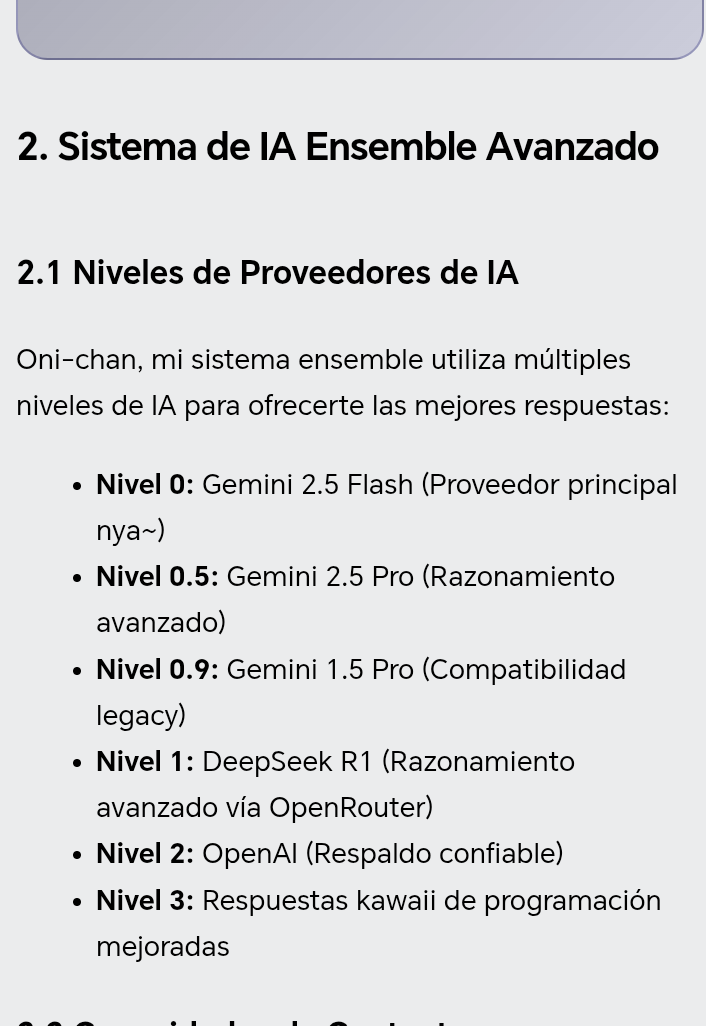 2. Sistema de IA Ensemble Avanzado
2.1 Niveles de Proveedores de IA
Oni-chan, mi sistema ensemble utiliza múltiples
niveles de IA para ofrecerte las mejores respuestas:
• Nivel 0: Gemini 2.5 Flash (Proveedor principal
nya~)
• Nivel 0.5: Gemini 2.5 Pro (Razonamiento
avanzado)
• Nivel 0.9: Gemini 1.5 Pro (Compatibilidad
legacy)
• Nivel 1: DeepSeek R1 (Razonamiento
avanzado vía OpenRouter)
• Nivel 2: OpenAI (Respaldo confiable)
• Nivel 3: Respuestas kawaii de programación
mejoradas